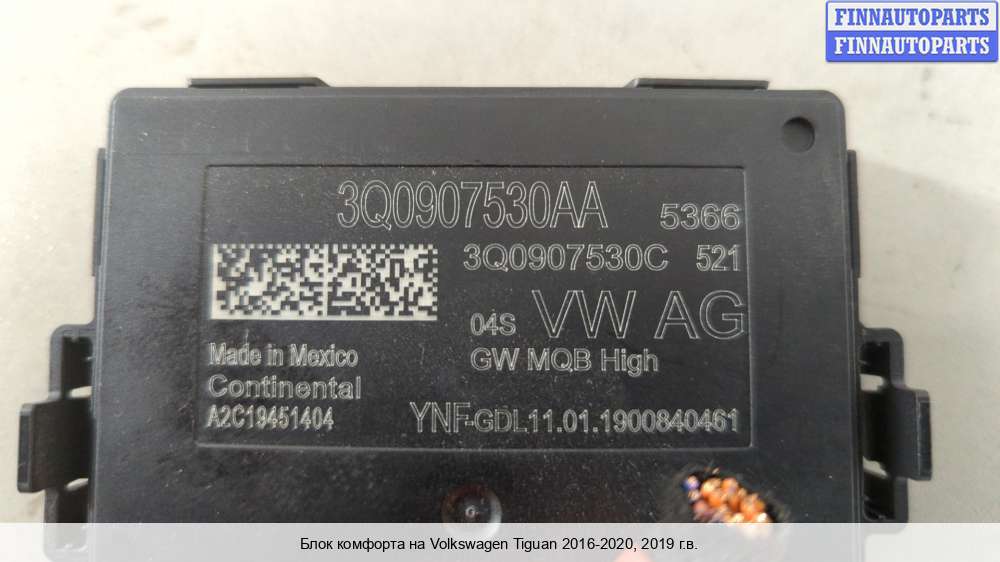 FINNAUTOPARTS
FINNAUTOPARTS
3Q0907530AA 5366
3Q0907530C 521
04S VW AG
GW MQB High
Made in Mexico
Continental
A2C19451404
YNF-GDL11.01.1900840461
Блок комфорта на Volkswagen Tiguan 2016-2020, 2019 г.в.